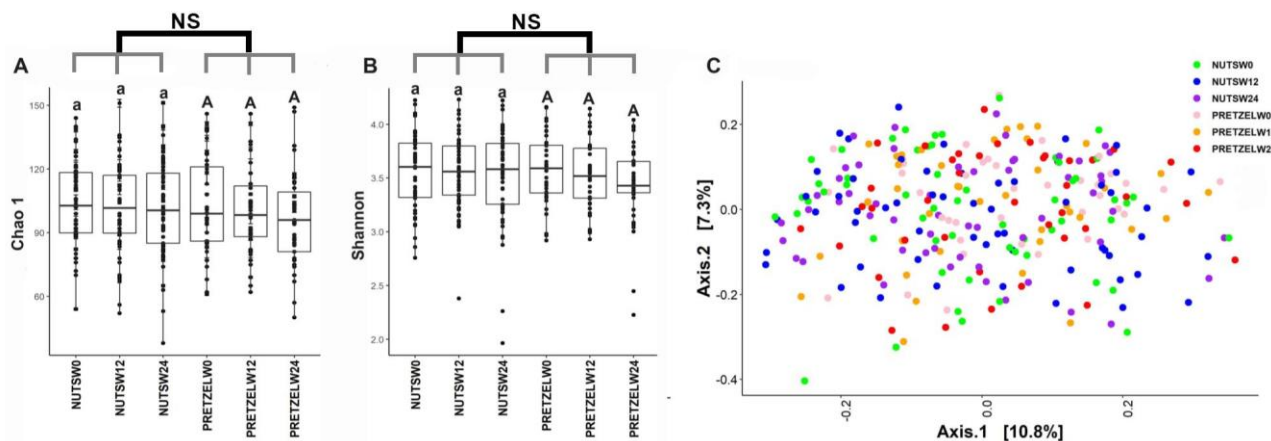 NS
A
a a a A A A
150
120
90
60
Chao 1
NUTSW0
NUTSW12
NUTSW24
PRETZELW0
PRETZELW12
PRETZELW24
NS
B
a a a A A A
4.0
3.5
3.0
2.5
2.0
Shannon
NUTSW0
NUTSW12
NUTSW24
PRETZELW0
PRETZELW12
PRETZELW24
C
0.2
0.0
-0.2
-0.4
Axis.2 [7.3%]
-0.2
0.0
0.2
Axis.1 [10.8%]
NUTSW0
NUTSW12
NUTSW24
PRETZELW0
PRETZELW1
PRETZELW2